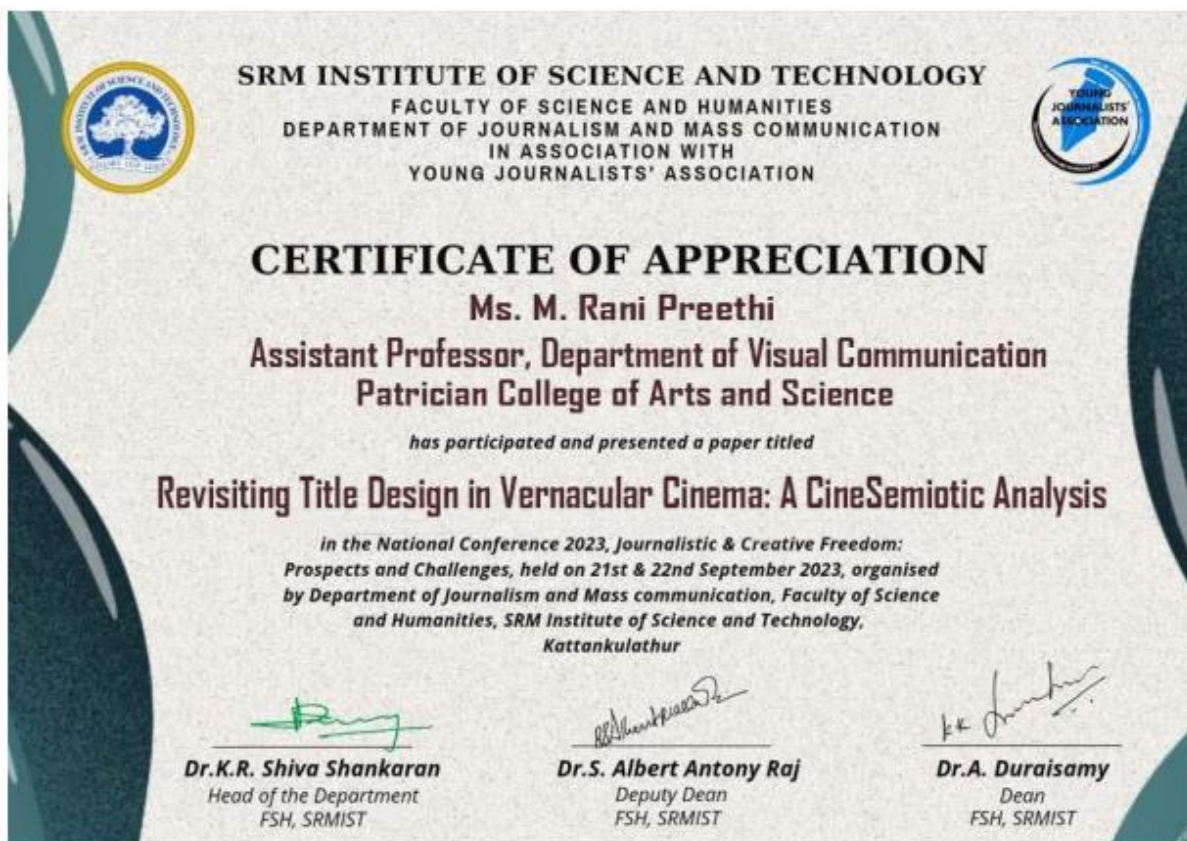 SRM INSTITUTE OF SCIENCE AND TECHNOLOGY
FACULTY OF SCIENCE AND HUMANITIES
DEPARTMENT OF JOURNALISM AND MASS COMMUNICATION
IN ASSOCIATION WITH
YOUNG JOURNALISTS' ASSOCIATION
SRM INSTITUTE OF SCIENCE AND TECHNOLOGY
YOUNG
JOURNALISTS'
ASSOCIATION
CERTIFICATE OF APPRECIATION
Ms. M. Rani Preethi
Assistant Professor, Department of Visual Communication
Patrician College of Arts and Science
has participated and presented a paper titled
Revisiting Title Design in Vernacular Cinema: A CineSemiotic Analysis
in the National Conference 2023, Journalistic & Creative Freedom:
Prospects and Challenges, held on 21st & 22nd September 2023, organised
by Department of Journalism and Mass communication, Faculty of Science
and Humanities, SRM Institute of Science and Technology,
Kattankulathur
Dr.K.R. Shiva Shankaran
Head of the Department
FSH, SRMIST
Dr.S. Albert Antony Raj
Deputy Dean
FSH, SRMIST
Dr.A. Duraisamy
Dean
FSH, SRMIST